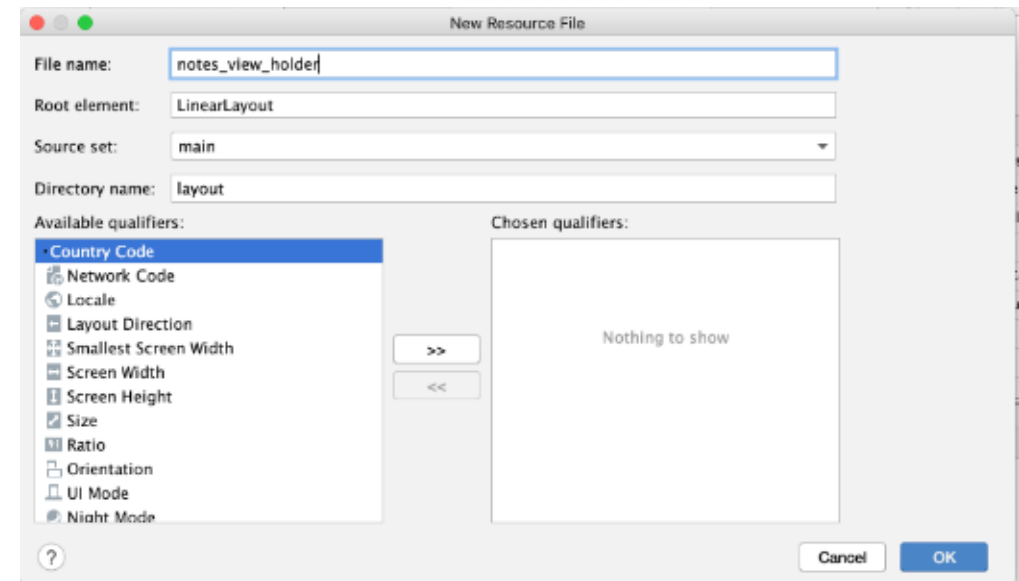 New Resource File
File name: notes_view_holder
Root element: LinearLayout
Source set: main
Directory name: layout
Available qualifiers: Chosen qualifiers:
Country Code
Network Code
Locale
Layout Direction
Smallest Screen Width
Screen Width
Screen Height
Size
Ratio
Orientation
UI Mode
Night Mode
>>
<<
Nothing to show
?
Cancel OK